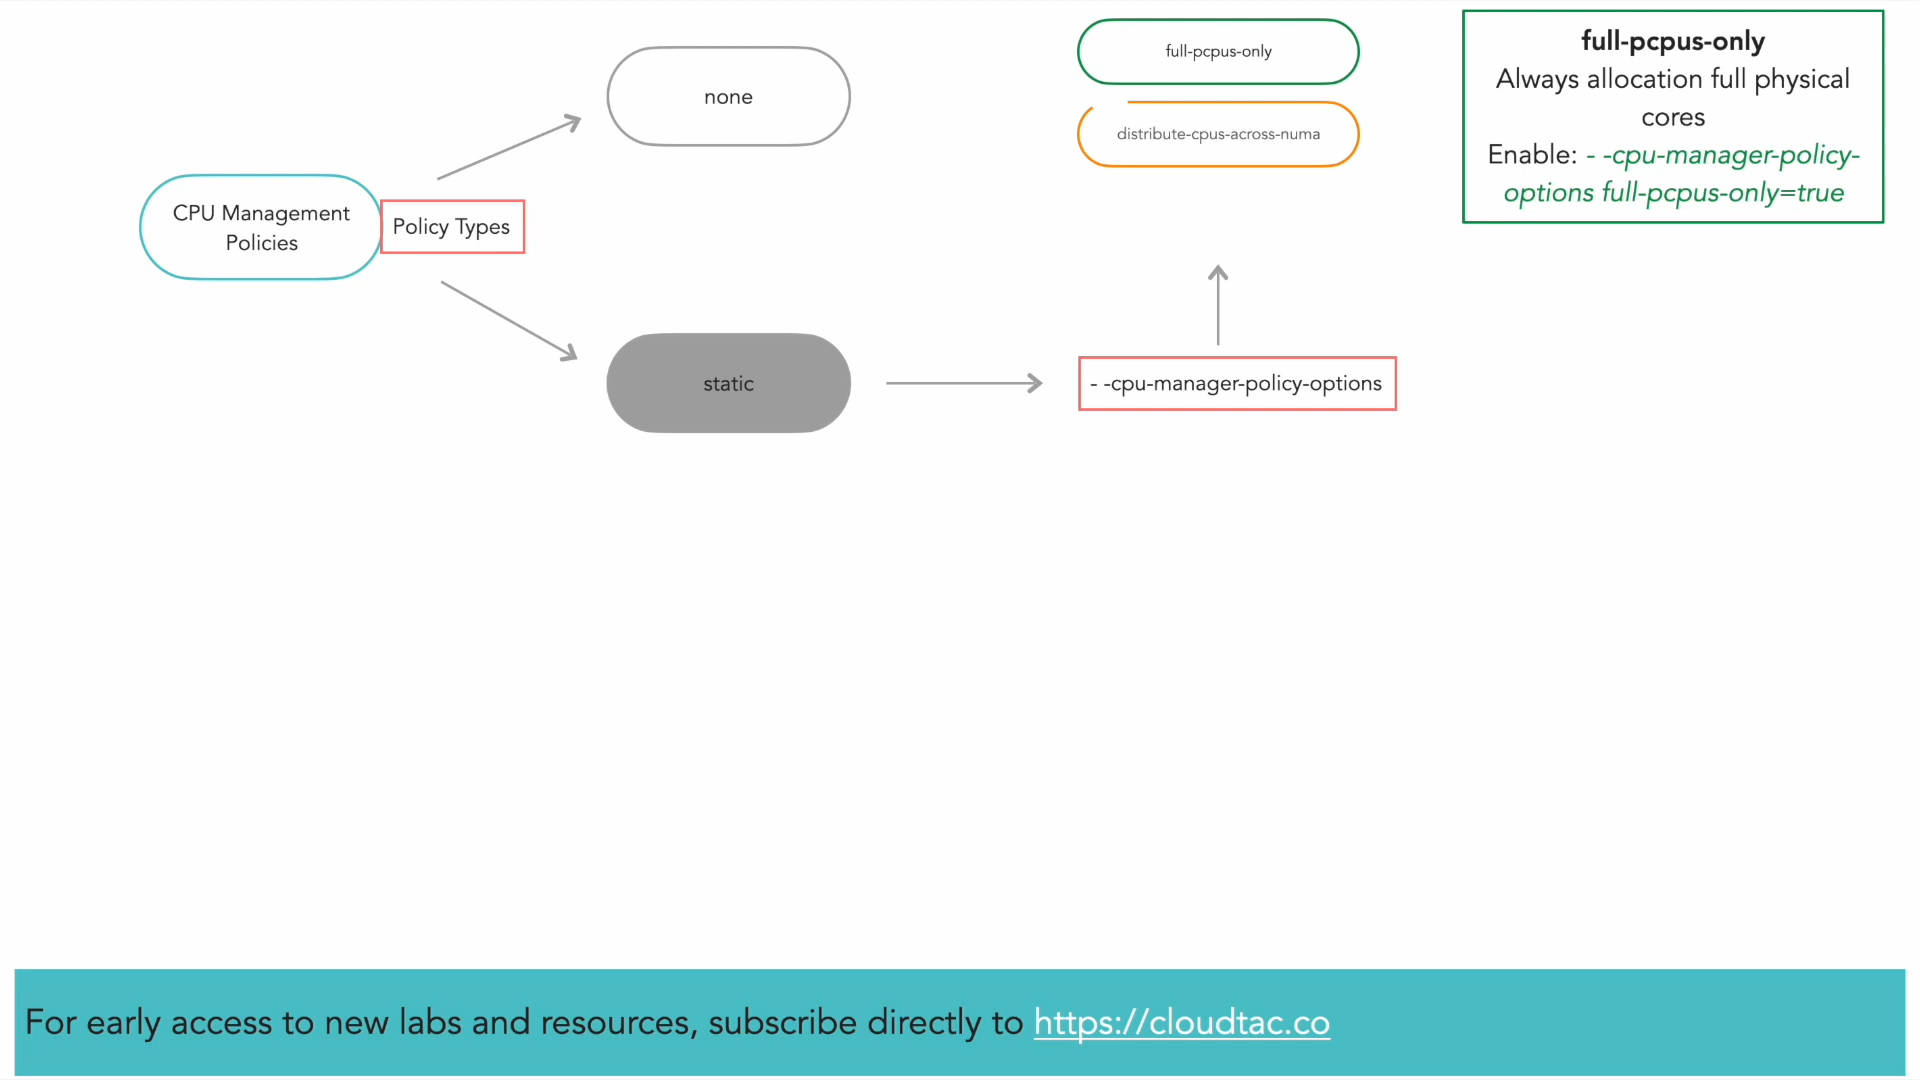 none
full-pcpus-only
distribute-cpus-across-numa
full-pcpus-only
Always allocation full physical
cores
Enable: - -cpu-manager-policy-
options full-pcpus-only=true
CPU Management
Policies
Policy Types
static
- -cpu-manager-policy-options
For early access to new labs and resources, subscribe directly to https://cloudtac.co